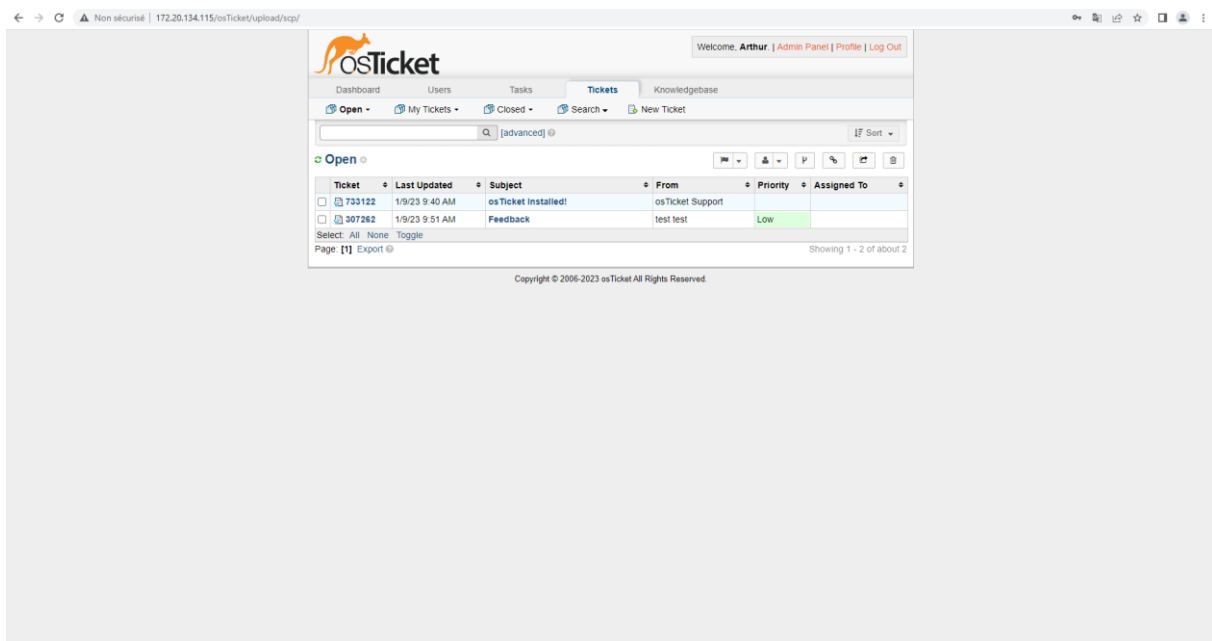 Non sécurisé | 172.20.134.115/osTicket/upload/scp/
osTicket
Welcome, Arthur. | Admin Panel | Profile | Log Out
Dashboard Users Tasks Tickets Knowledgebase
Open My Tickets Closed Search New Ticket
[advanced] Sort
Open
Ticket Last Updated Subject From Priority Assigned To
733122 1/9/23 9:40 AM osTicket Installed! osTicket Support
307262 1/9/23 9:51 AM Feedback test test Low
Select: All None Toggle
Page: [1] Export Showing 1 - 2 of about 2
Copyright © 2006-2023 osTicket All Rights Reserved.